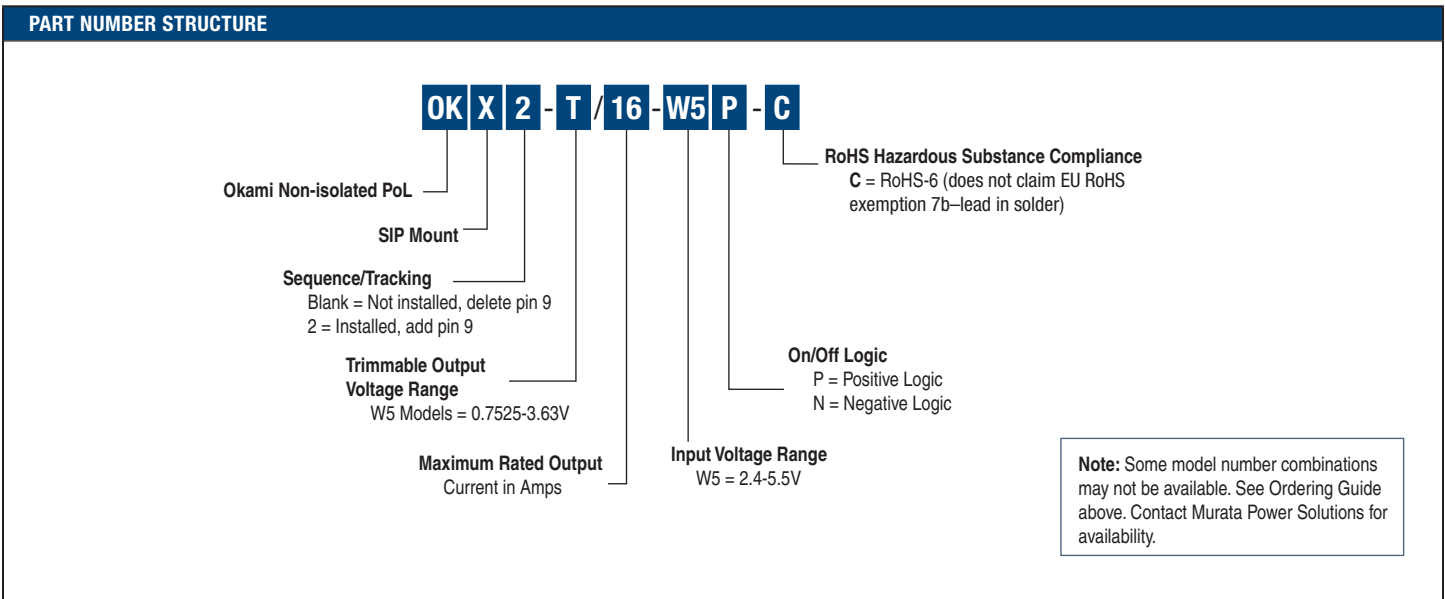 PART NUMBER STRUCTURE
OK X 2 - T / 16 - W5 P - C
RoHS Hazardous Substance Compliance
C = RoHS-6 (does not claim EU RoHS
exemption 7b–lead in solder)
Okami Non-isolated PoL
SIP Mount
Sequence/Tracking
Blank = Not installed, delete pin 9
2 = Installed, add pin 9
Trimmable Output
Voltage Range
W5 Models = 0.7525-3.63V
On/Off Logic
P = Positive Logic
N = Negative Logic
Maximum Rated Output
Current in Amps
Input Voltage Range
W5 = 2.4-5.5V
Note: Some model number combinations
may not be available. See Ordering Guide
above. Contact Murata Power Solutions for
availability.